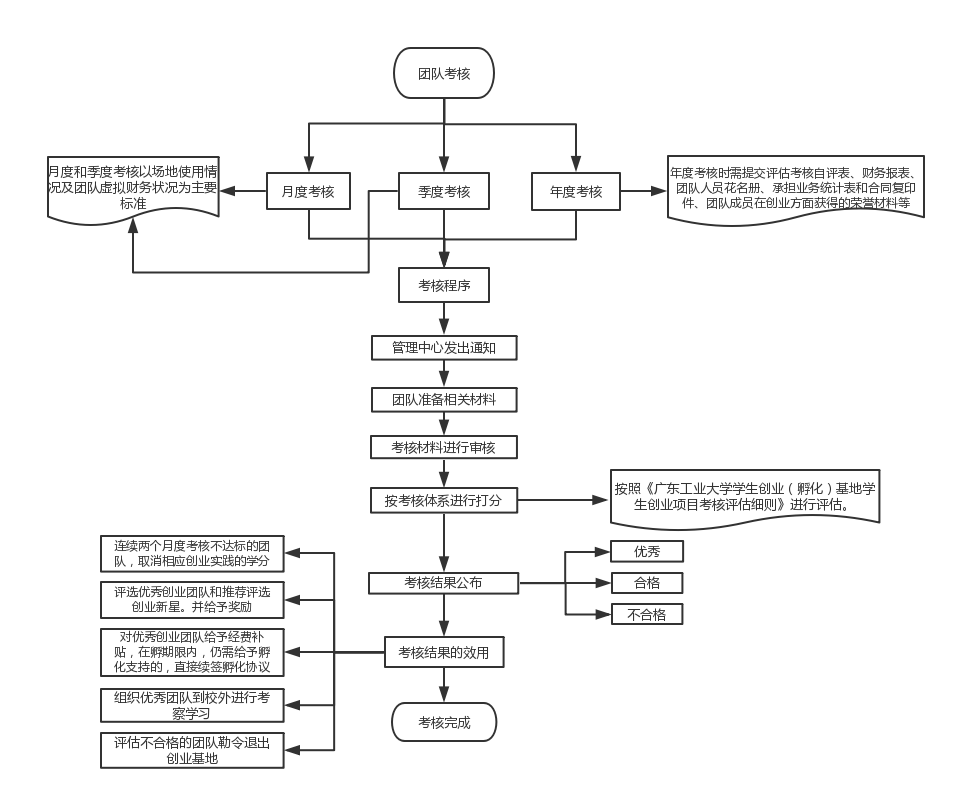 团队考核
月度和季度考核以场地使用情
况及团队虚拟财务状况为主要
标准
月度考核
季度考核
年度考核
年度考核时需提交评估考核自评表、财务报表、
团队人员花名册、承担业务统计表和合同复印
件、团队成员在创业方面获得的荣誉材料等
考核程序
管理中心发出通知
团队准备相关材料
考核材料进行审核
按考核体系进行打分
按照《广东工业大学学生创业（孵化）基地学
生创业项目考核评估细则》进行评估。
考核结果公布
优秀
合格
不合格
考核结果的效用
连续两个月度考核不达标的团
队，取消相应创业实践的学分
评选优秀创业团队和推荐评选
创业新星。并给予奖励
对优秀创业团队给予经费补
贴，在孵期限内，仍需给予孵
化支持的，直接续签孵化协议
组织优秀团队到校外进行考
察学习
评估不合格的团队勒令退出
创业基地
考核完成